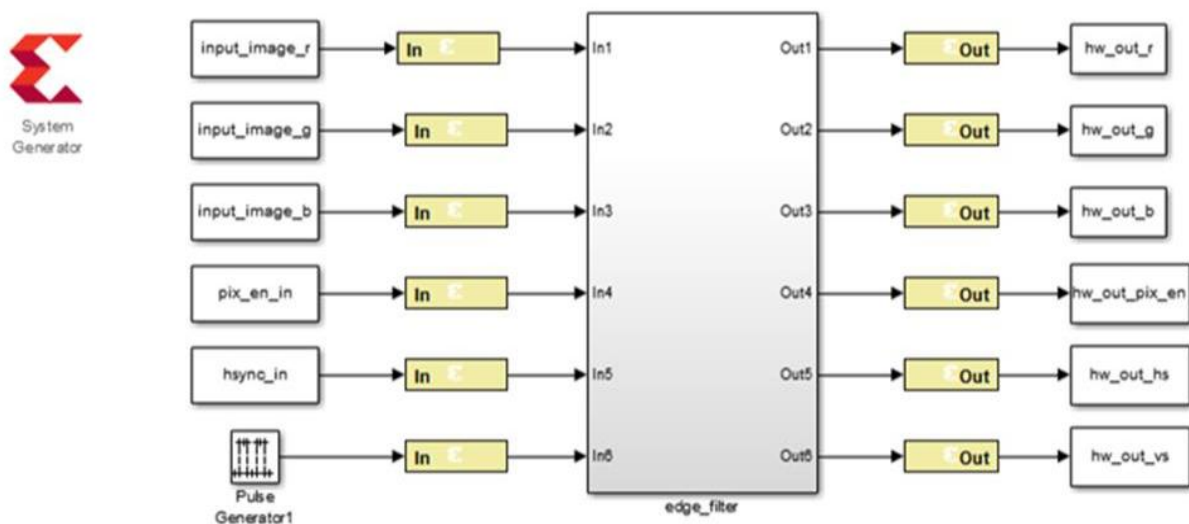 System
Generator
input_image_r
In
In1
Out1
Out
hw_out_r
input_image_g
In
In2
Out2
Out
hw_out_g
input_image_b
In
In3
Out3
Out
hw_out_b
pix_en_in
In
In4
Out4
Out
hw_out_pix_en
hsync_in
In
In5
Out5
Out
hw_out_hs
In
In6
Out6
Out
hw_out_vs
Pulse
Generator1
edge_filter